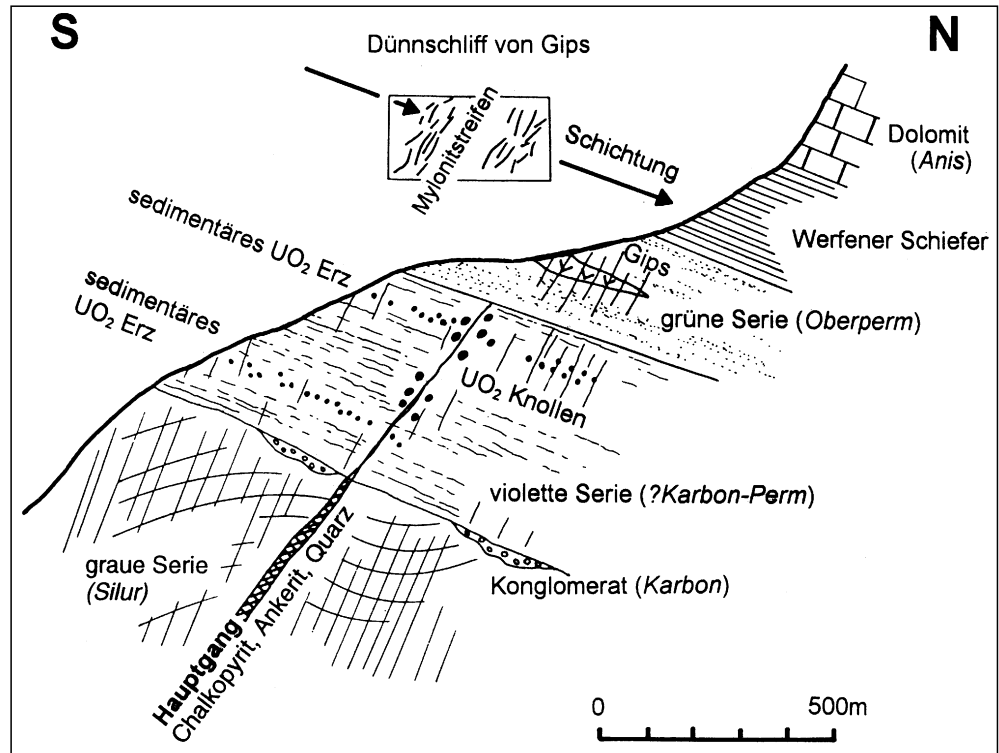 S
N
Dünnschliff von Gips
Mylonitstreifen
Schichtung
Dolomit
(Anis)
sedimentäres UO₂ Erz
Werfener Schiefer
Gips
sedimentäres
UO₂ Erz
grüne Serie (Oberperm)
UO₂ Knollen
violette Serie (?Karbon-Perm)
graue Serie
(Silur)
Konglomerat (Karbon)
Hauptgang
Chalkopyrit, Ankerit, Quarz
0
500m